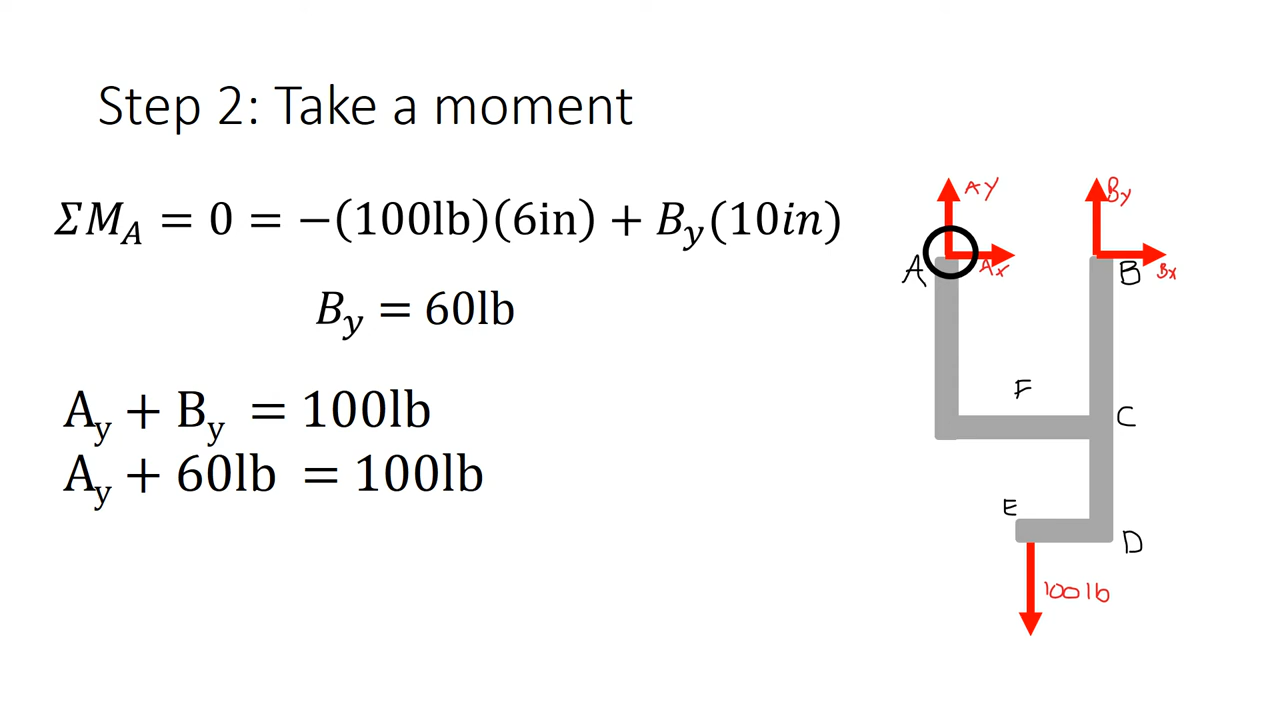 Step 2: Take a moment
ΣM_A = 0 = −(100lb)(6in) + B_y(10in)
B_y = 60lb
A_y + B_y = 100lb
A_y + 60lb = 100lb
AY
By
A
Ax
B
Bx
F
C
E
D
100lb